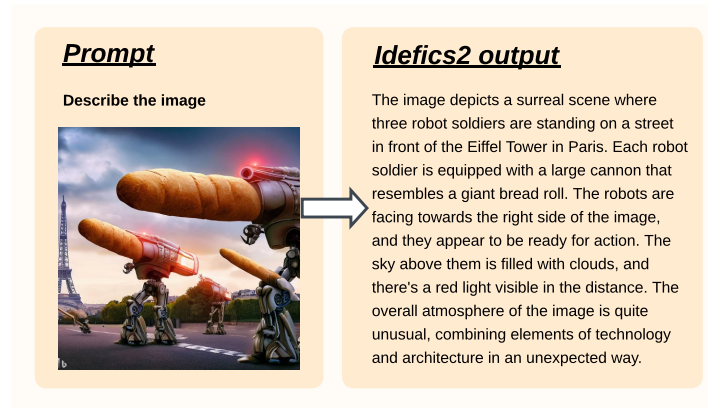 Prompt
Describe the image
Idefics2 output
The image depicts a surreal scene where
three robot soldiers are standing on a street
in front of the Eiffel Tower in Paris. Each robot
soldier is equipped with a large cannon that
resembles a giant bread roll. The robots are
facing towards the right side of the image,
and they appear to be ready for action. The
sky above them is filled with clouds, and
there's a red light visible in the distance. The
overall atmosphere of the image is quite
unusual, combining elements of technology
and architecture in an unexpected way.